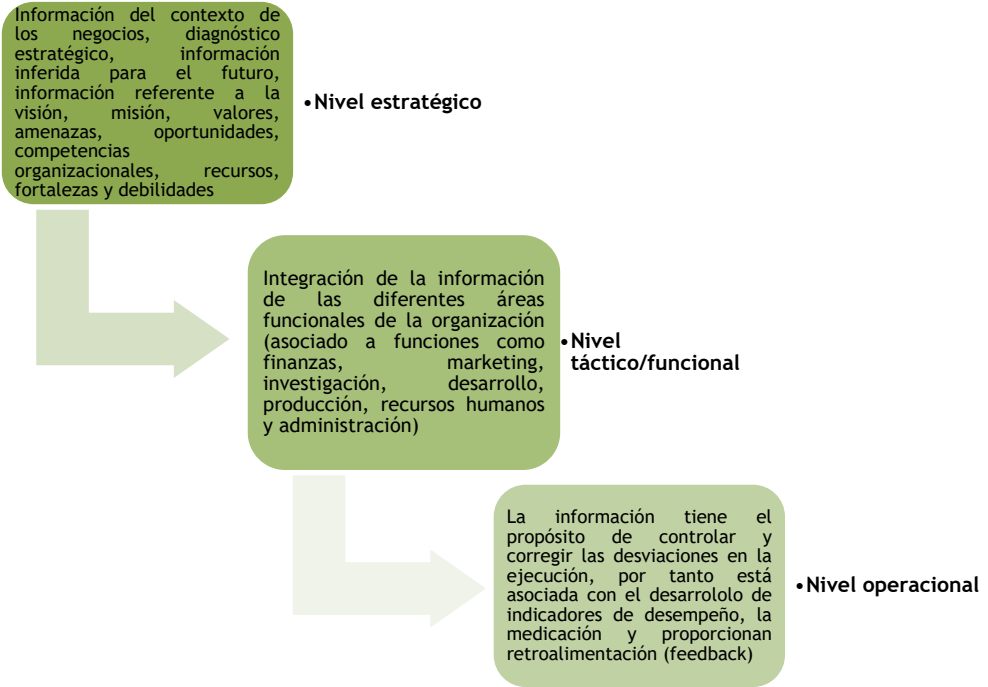 Información del contexto de
los negocios, diagnóstico
estratégico, información
inferida para el futuro,
información referente a la
visión, misión, valores,
amenazas, oportunidades,
competencias
organizacionales, recursos,
fortalezas y debilidades
•Nivel estratégico
Integración de la información
de las diferentes áreas
funcionales de la organización
(asociado a funciones como
finanzas, marketing,
investigación, desarrollo,
producción, recursos humanos
y administración)
•Nivel
táctico/funcional
La información tiene el
propósito de controlar y
corregir las desviaciones en la
ejecución, por tanto está
asociada con el desarrololo de
indicadores de desempeño, la
medicación y proporcionan
retroalimentación (feedback)
•Nivel operacional